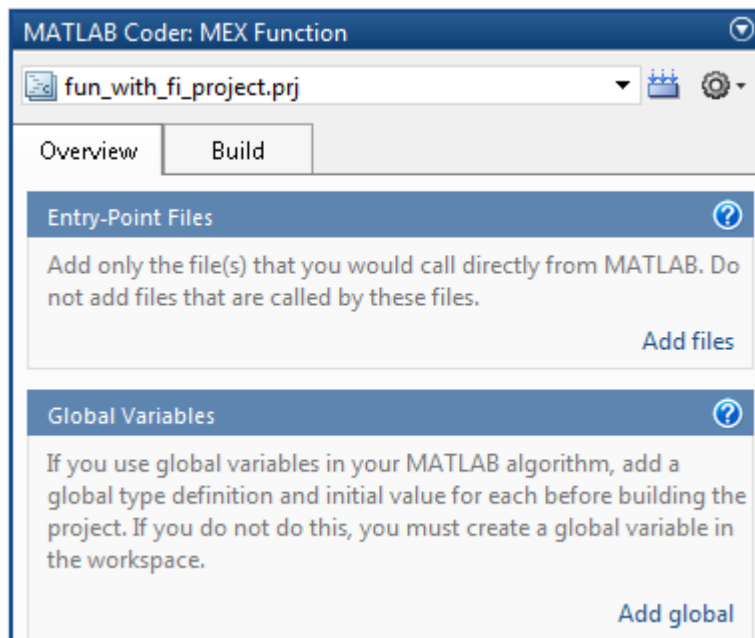 MATLAB Coder: MEX Function
fun_with_fi_project.prj
Overview Build
Entry-Point Files
Add only the file(s) that you would call directly from MATLAB. Do
not add files that are called by these files.
Add files
Global Variables
If you use global variables in your MATLAB algorithm, add a
global type definition and initial value for each before building the
project. If you do not do this, you must create a global variable in
the workspace.
Add global